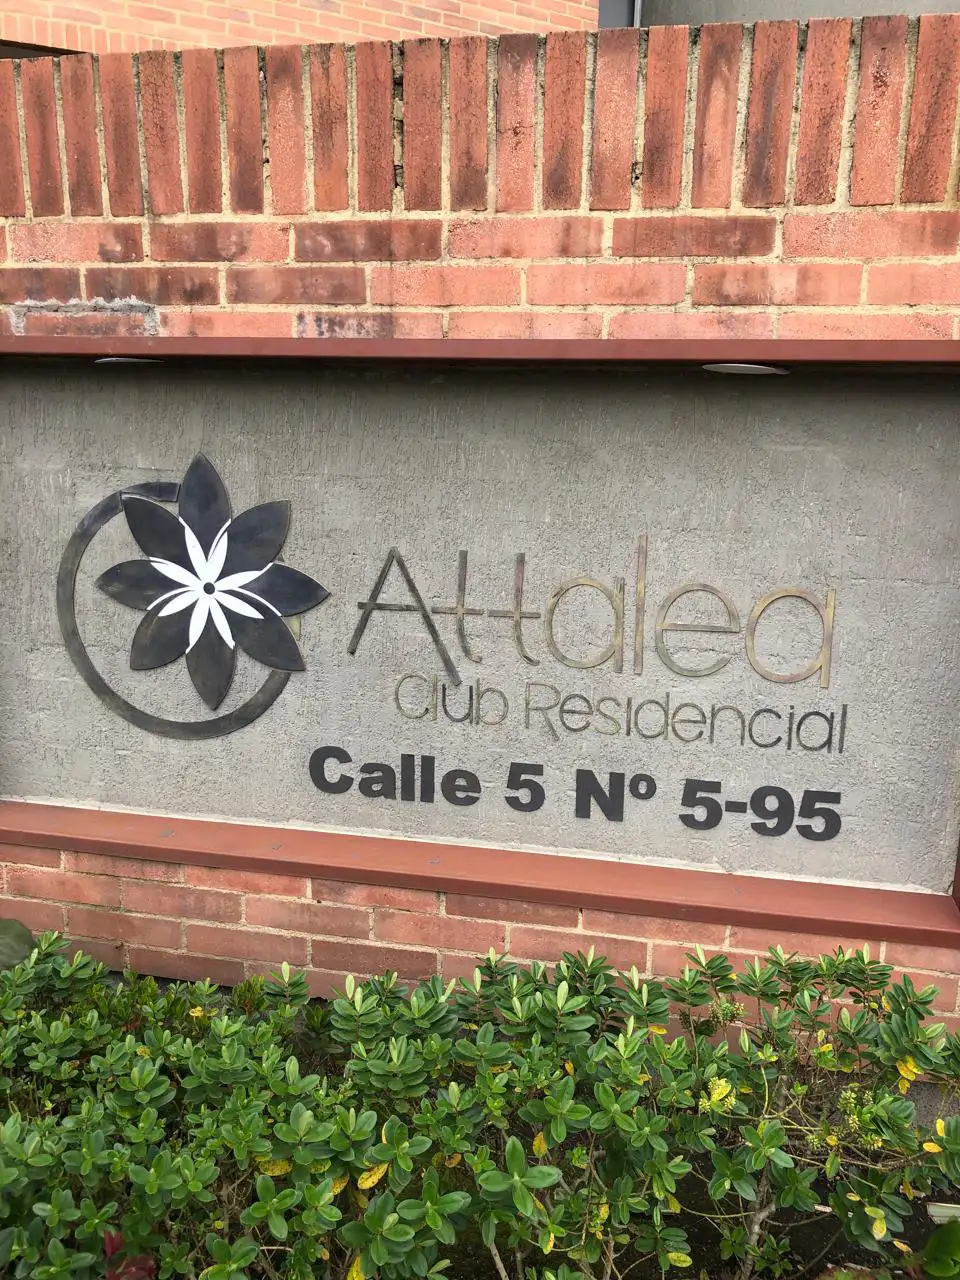 Attalea
Club Residencial
Calle 5 Nº 5-95